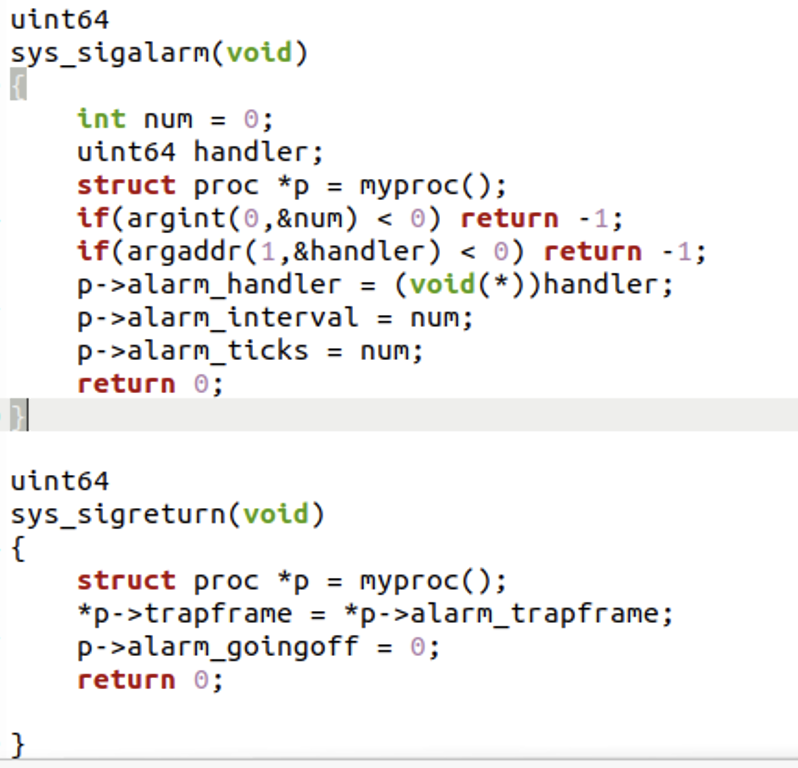 uint64
sys_sigalarm(void)
{
    int num = 0;
    uint64 handler;
    struct proc *p = myproc();
    if(argint(0,&num) < 0) return -1;
    if(argaddr(1,&handler) < 0) return -1;
    p->alarm_handler = (void(*))handler;
    p->alarm_interval = num;
    p->alarm_ticks = num;
    return 0;
}

uint64
sys_sigreturn(void)
{
    struct proc *p = myproc();
    *p->trapframe = *p->alarm_trapframe;
    p->alarm_goingoff = 0;
    return 0;

}